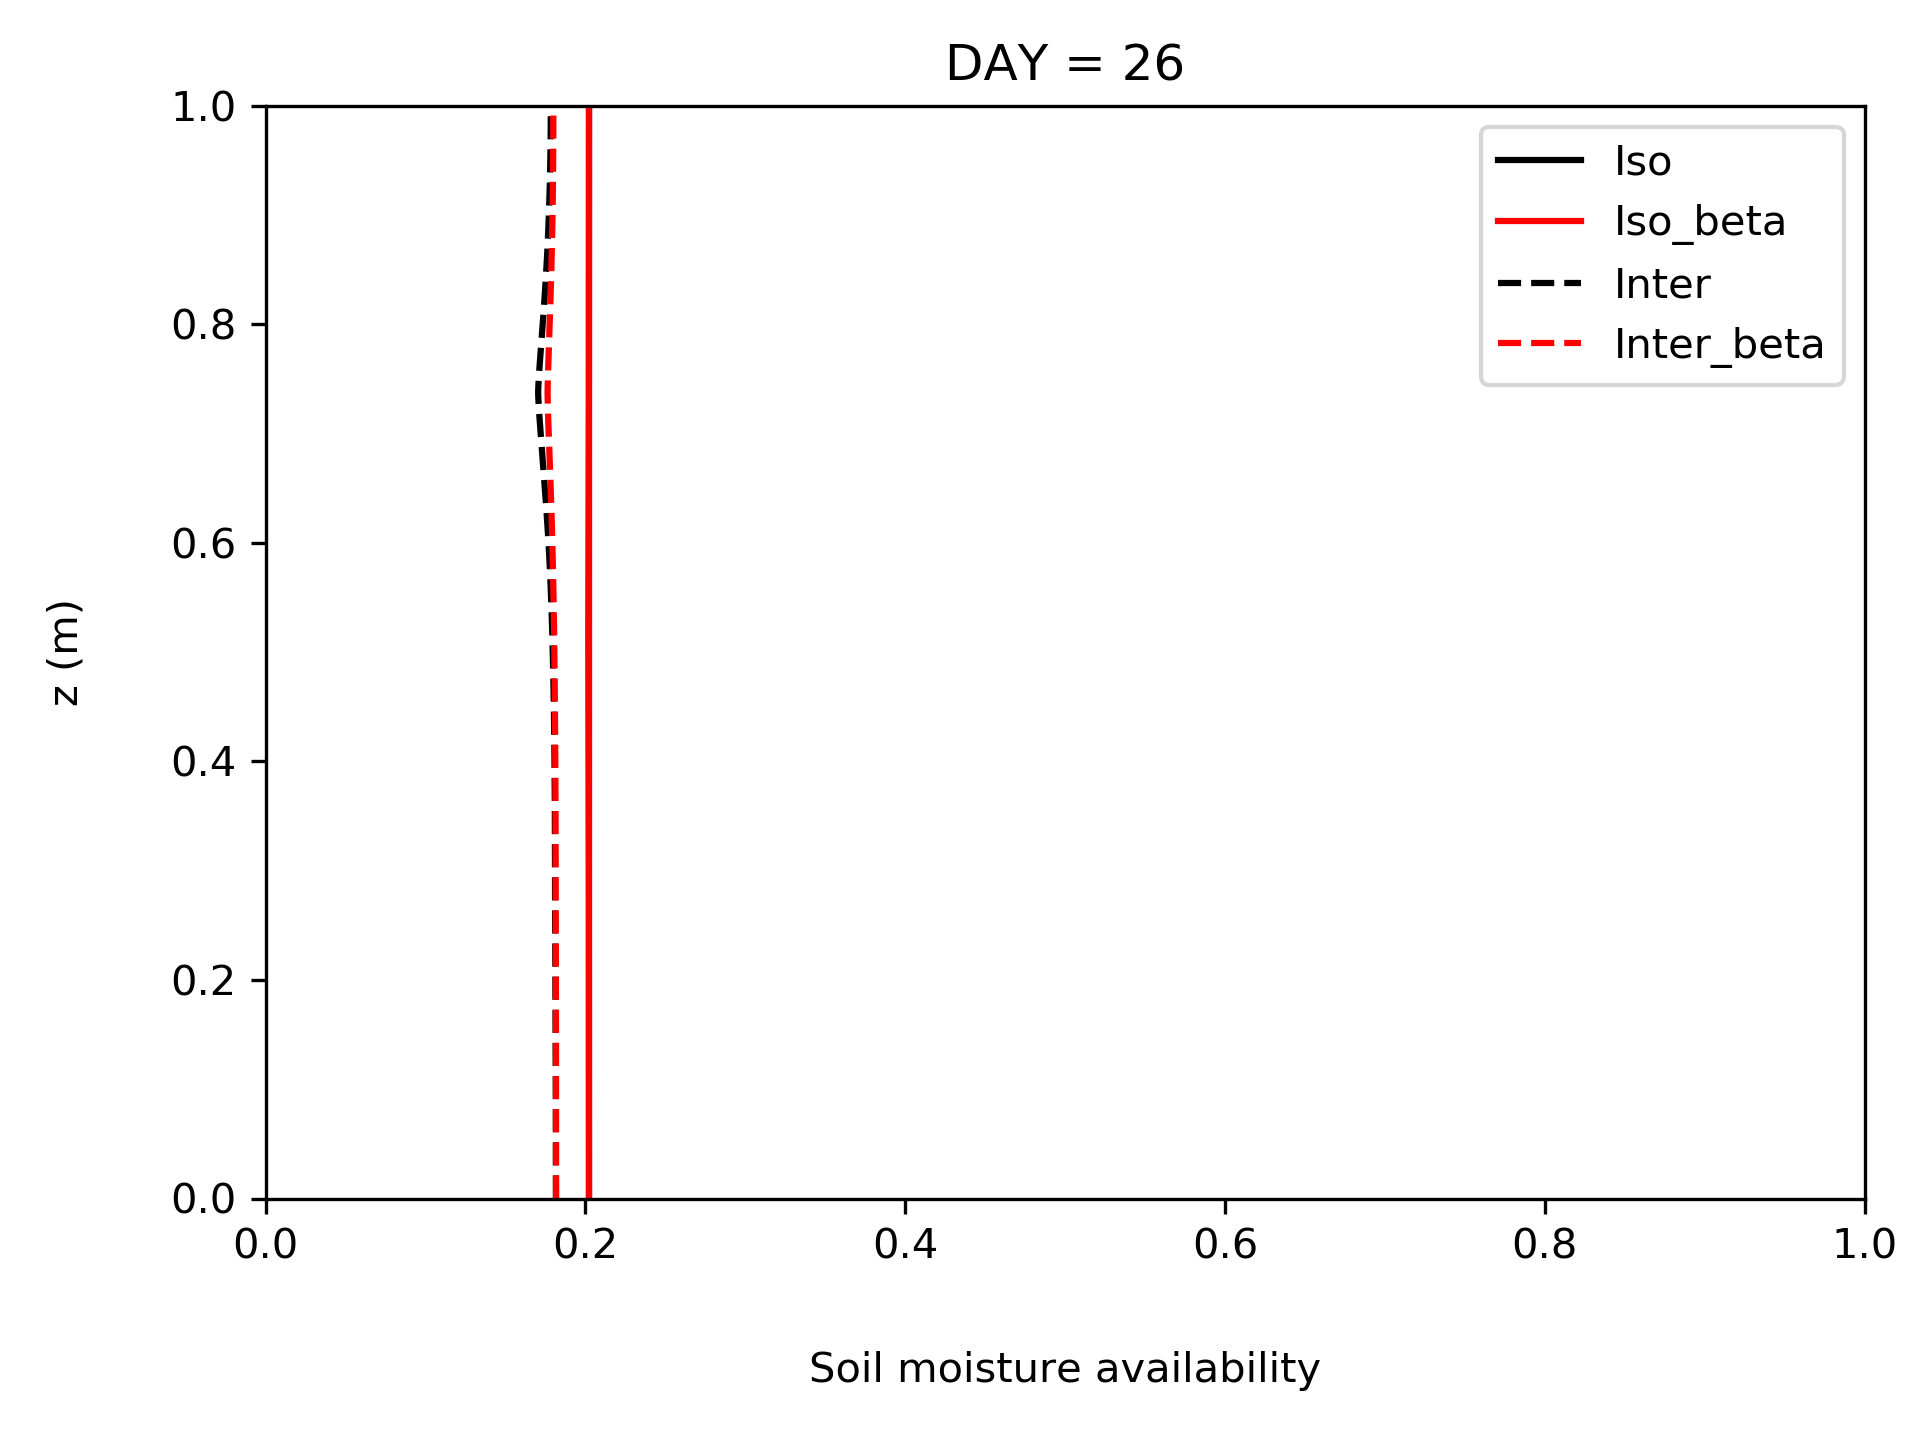 DAY = 26
1.0
0.8
0.6
0.4
0.2
0.0
z (m)
Iso
Iso_beta
Inter
Inter_beta
0.0 0.2 0.4 0.6 0.8 1.0
Soil moisture availability